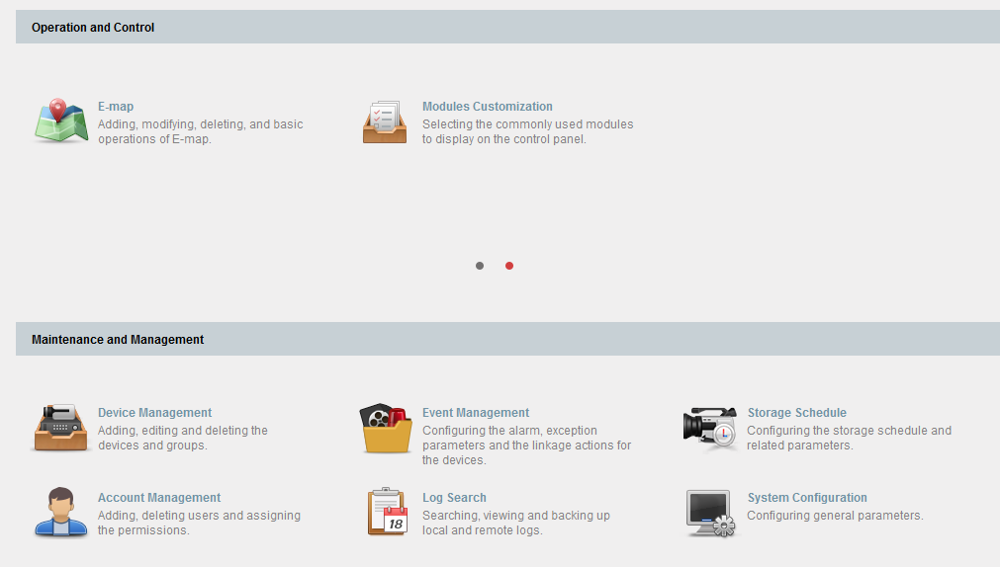 Operation and Control
E-map
Adding, modifying, deleting, and basic
operations of E-map.
Modules Customization
Selecting the commonly used modules
to display on the control panel.
Maintenance and Management
Device Management
Adding, editing and deleting the
devices and groups.
Event Management
Configuring the alarm, exception
parameters and the linkage actions for
the devices.
Storage Schedule
Configuring the storage schedule and
related parameters.
Account Management
Adding, deleting users and assigning
the permissions.
Log Search
Searching, viewing and backing up
local and remote logs.
18
System Configuration
Configuring general parameters.